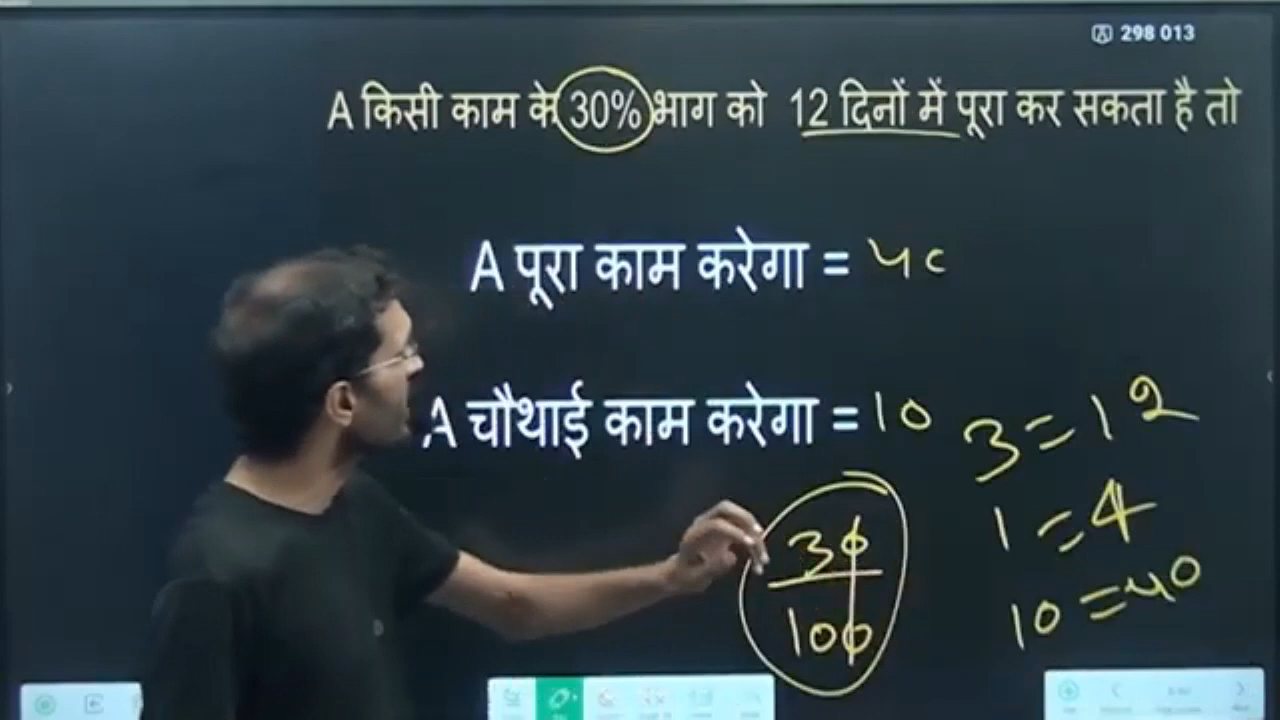 298 013
A किसी काम के 30% भाग को 12 दिनों में पूरा कर सकता है तो
A पूरा काम करेगा = 40
A चौथाई काम करेगा = 10
3 = 12
1 = 4
10 = 40
30
100